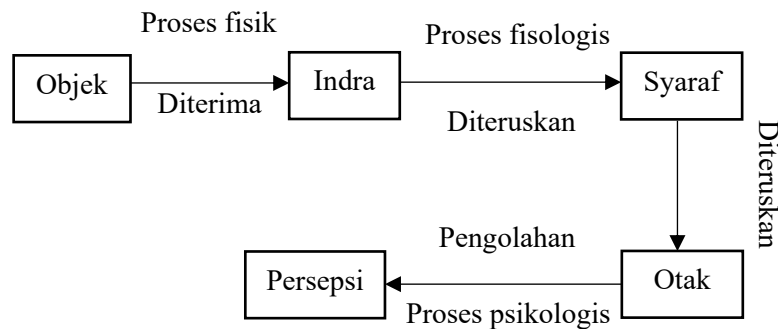 Proses fisik
Proses fisologis
Objek
Diterima
Indra
Diteruskan
Syaraf
Diteruskan
Pengolahan
Persepsi
Proses psikologis
Otak